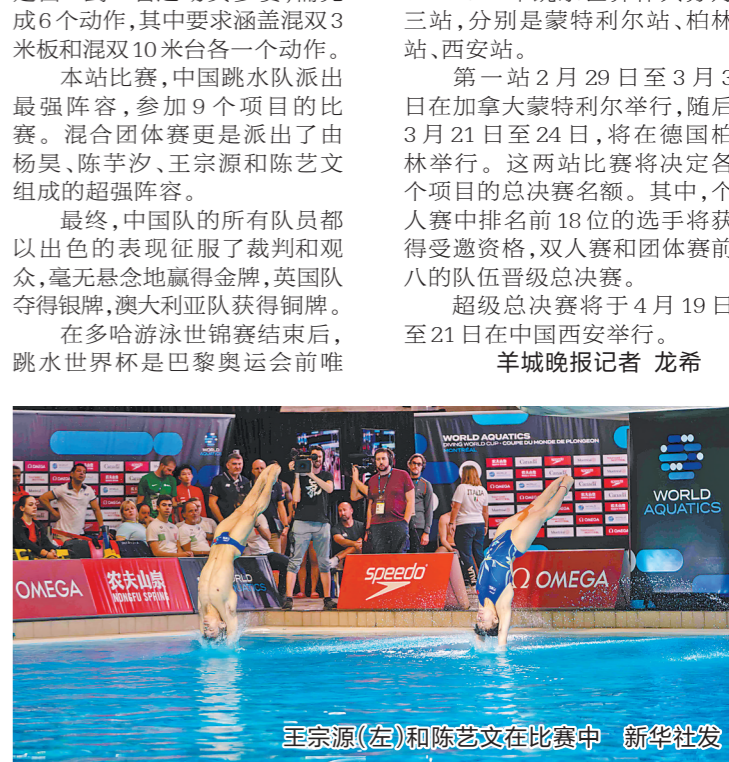 成6个动作,其中要求涵盖混双3
米板和混双10米台各一个动作。
本站比赛,中国跳水队派出
最强阵容,参加9个项目的比
赛。混合团体赛更是派出了由
杨昊、陈芋汐、王宗源和陈艺文
组成的超强阵容。
最终,中国队的所有队员都
以出色的表现征服了裁判和观
众,毫无悬念地赢得金牌,英国队
夺得银牌,澳大利亚队获得铜牌。
在多哈游泳世锦赛结束后,
跳水世界杯是巴黎奥运会前唯
三站,分别是蒙特利尔站、柏林
站、西安站。
第一站2月29日至3月3
日在加拿大蒙特利尔举行,随后
3月21日至24日,将在德国柏
林举行。这两站比赛将决定各
个项目的总决赛名额。其中,个
人赛中排名前18位的选手将获
得受邀资格,双人赛和团体赛前
八的队伍晋级总决赛。
超级总决赛将于4月19日
至21日在中国西安举行。
羊城晚报记者 龙希
WORLD AQUATICS
DIVING WORLD CUP · COUPE DU MONDE DE PLONGEON
MONTRÉAL
WORLD
AQUATICS
ITALIA
OMEGA
农夫山泉
NONGFU SPRING
speedo
OMEGA
王宗源(左)和陈艺文在比赛中 新华社发